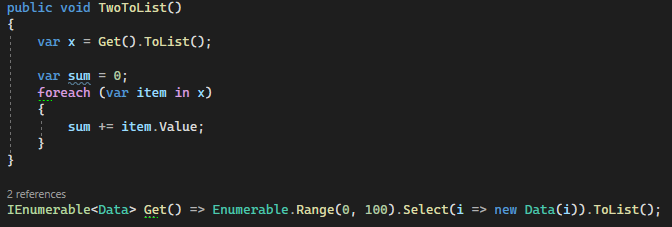 public void TwoToList()
{
var x = Get().ToList();
var sum = 0;
foreach (var item in x)
{
sum += item.Value;
}
}
2 references
IEnumerable<Data> Get() => Enumerable.Range(0, 100).Select(i => new Data(i)).ToList();